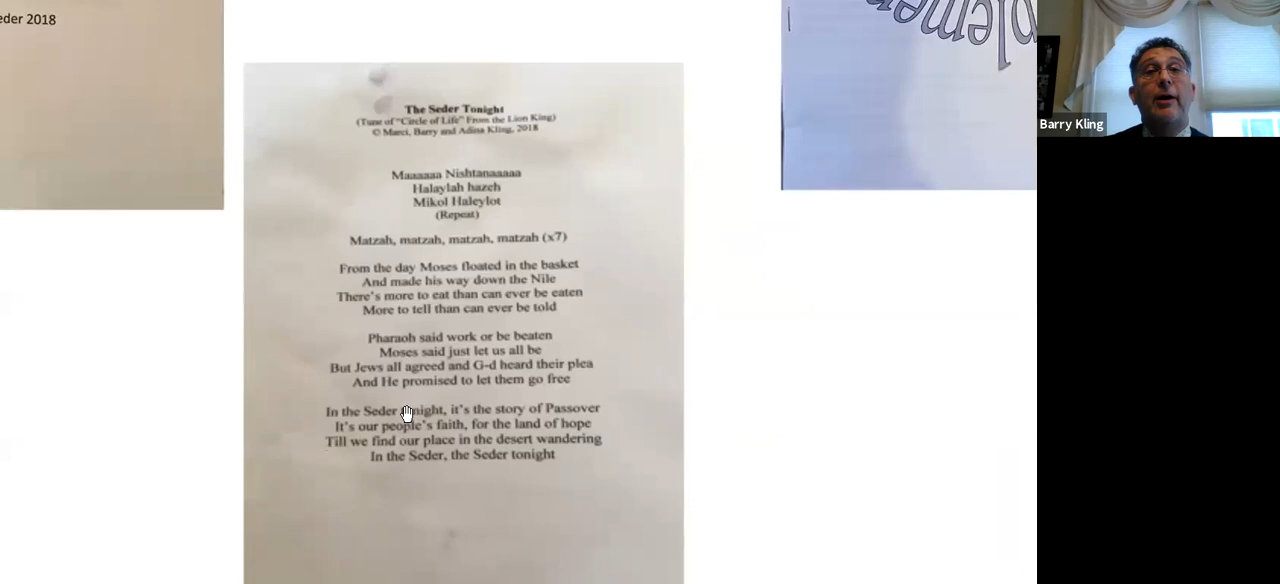 eder 2018
plemen
Barry Kling
The Seder Tonight
(Tune of "Circle of Life" From the Lion King)
© Marci, Barry and Adina Kling, 2018
Maaaaaa Nishtanaaaaa
Halaylah hazeh
Mikol Haleylot
(Repeat)
Matzah, matzah, matzah, matzah (x7)
From the day Moses floated in the basket
And made his way down the Nile
There's more to eat than can ever be eaten
More to tell than can ever be told
Pharaoh said work or be beaten
Moses said just let us all be
But Jews all agreed and G-d heard their plea
And He promised to let them go free
In the Seder tonight, it's the story of Passover
It's our people's faith, for the land of hope
Till we find our place in the desert wandering
In the Seder, the Seder tonight